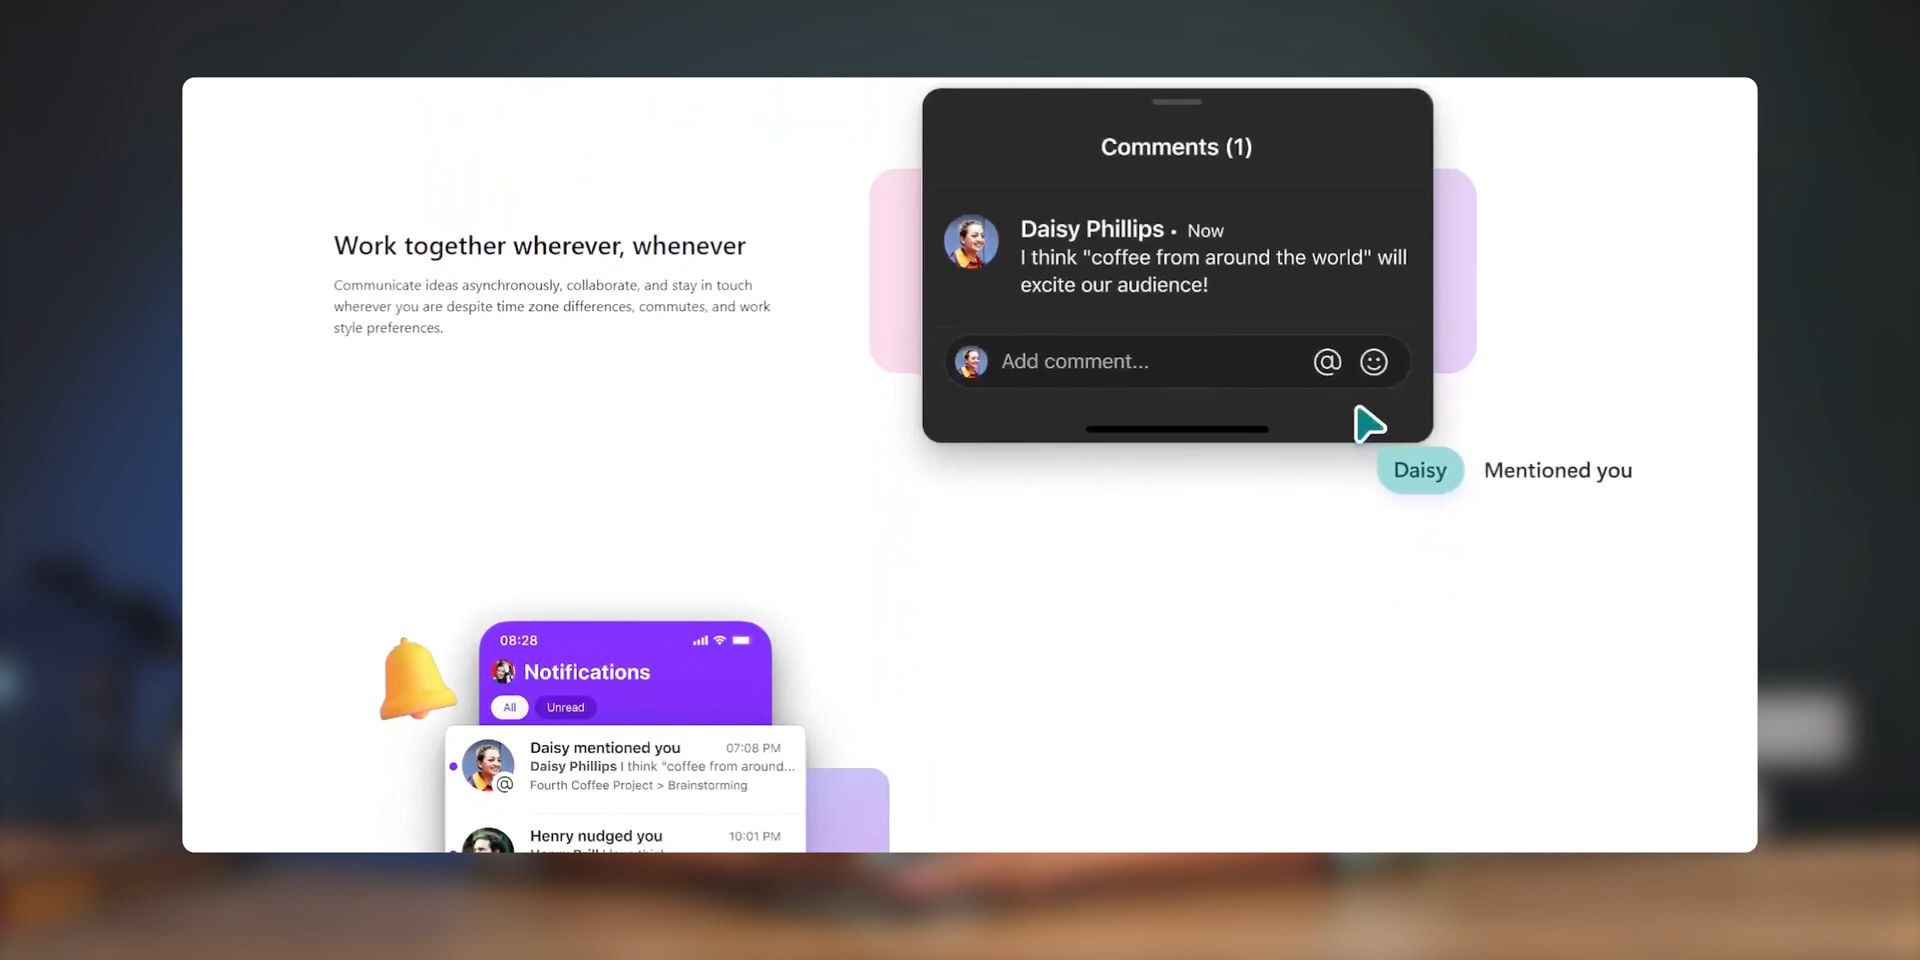 Comments (1)
Daisy Phillips • Now
I think "coffee from around the world" will
excite our audience!
Add comment...
Daisy Mentioned you
Work together wherever, whenever
Communicate ideas asynchronously, collaborate, and stay in touch
wherever you are despite time zone differences, commutes, and work
style preferences.
08:28
Notifications
All Unread
Daisy mentioned you 07:08 PM
Daisy Phillips I think "coffee from around...
Fourth Coffee Project > Brainstorming
Henry nudged you 10:01 PM